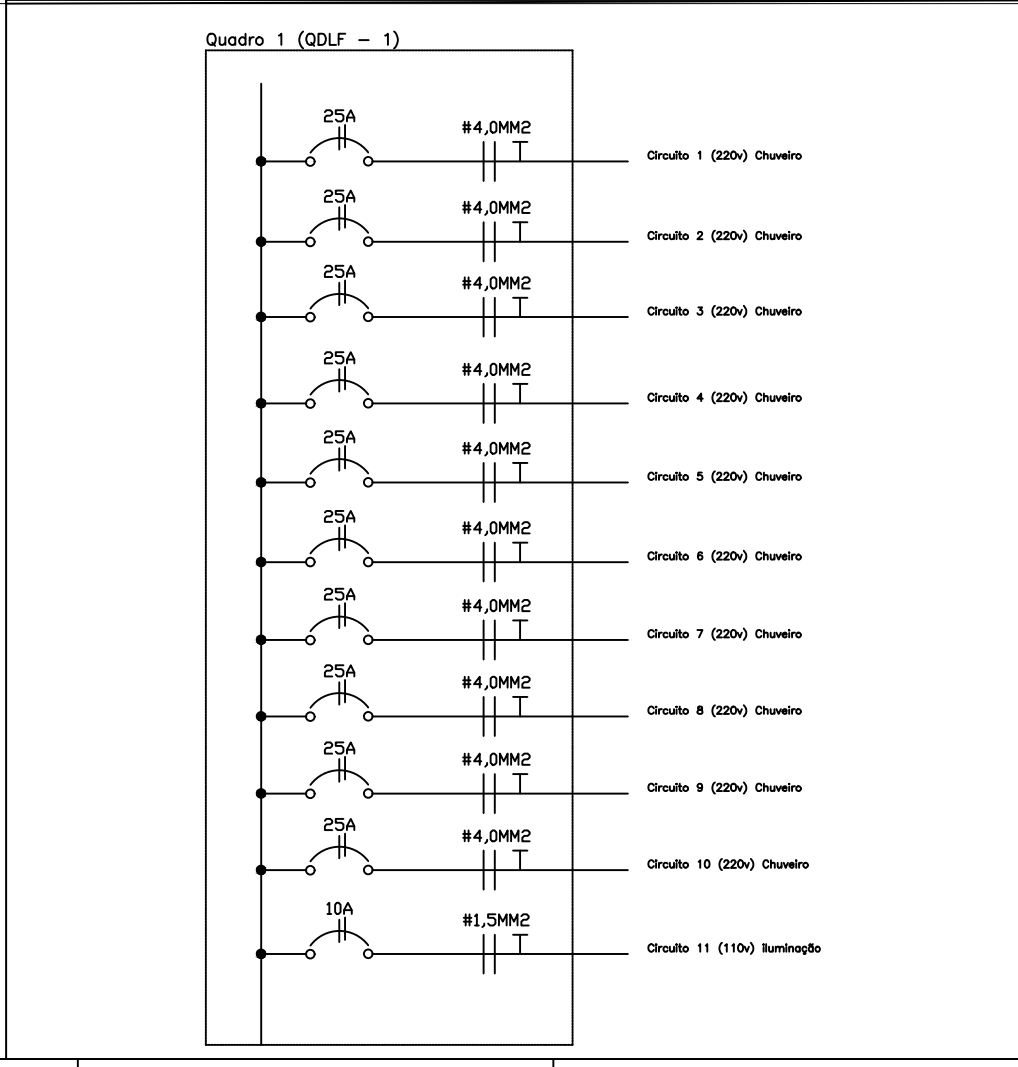 Quadro 1 (QDLF - 1)
25A
#4,0MM2
Circuito 1 (220v) Chuveiro
25A
#4,0MM2
Circuito 2 (220v) Chuveiro
25A
#4,0MM2
Circuito 3 (220v) Chuveiro
25A
#4,0MM2
Circuito 4 (220v) Chuveiro
25A
#4,0MM2
Circuito 5 (220v) Chuveiro
25A
#4,0MM2
Circuito 6 (220v) Chuveiro
25A
#4,0MM2
Circuito 7 (220v) Chuveiro
25A
#4,0MM2
Circuito 8 (220v) Chuveiro
25A
#4,0MM2
Circuito 9 (220v) Chuveiro
25A
#4,0MM2
Circuito 10 (220v) Chuveiro
10A
#1,5MM2
Circuito 11 (110v) iluminação